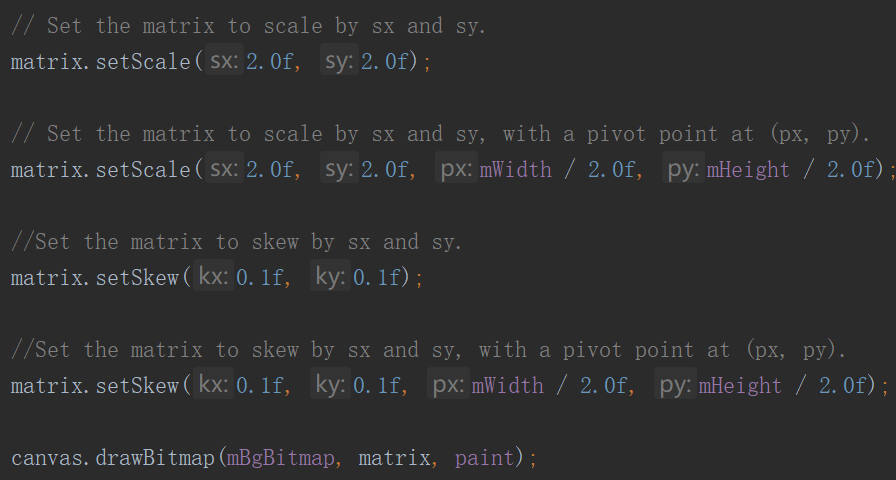 // Set the matrix to scale by sx and sy.
matrix.setScale( sx: 2.0f, sy: 2.0f);
// Set the matrix to scale by sx and sy, with a pivot point at (px, py).
matrix.setScale( sx: 2.0f, sy: 2.0f, px: mWidth / 2.0f, py: mHeight / 2.0f);
//Set the matrix to skew by sx and sy.
matrix.setSkew( kx: 0.1f, ky: 0.1f);
//Set the matrix to skew by sx and sy, with a pivot point at (px, py).
matrix.setSkew( kx: 0.1f, ky: 0.1f, px: mWidth / 2.0f, py: mHeight / 2.0f);
canvas.drawBitmap(mBgBitmap, matrix, paint);